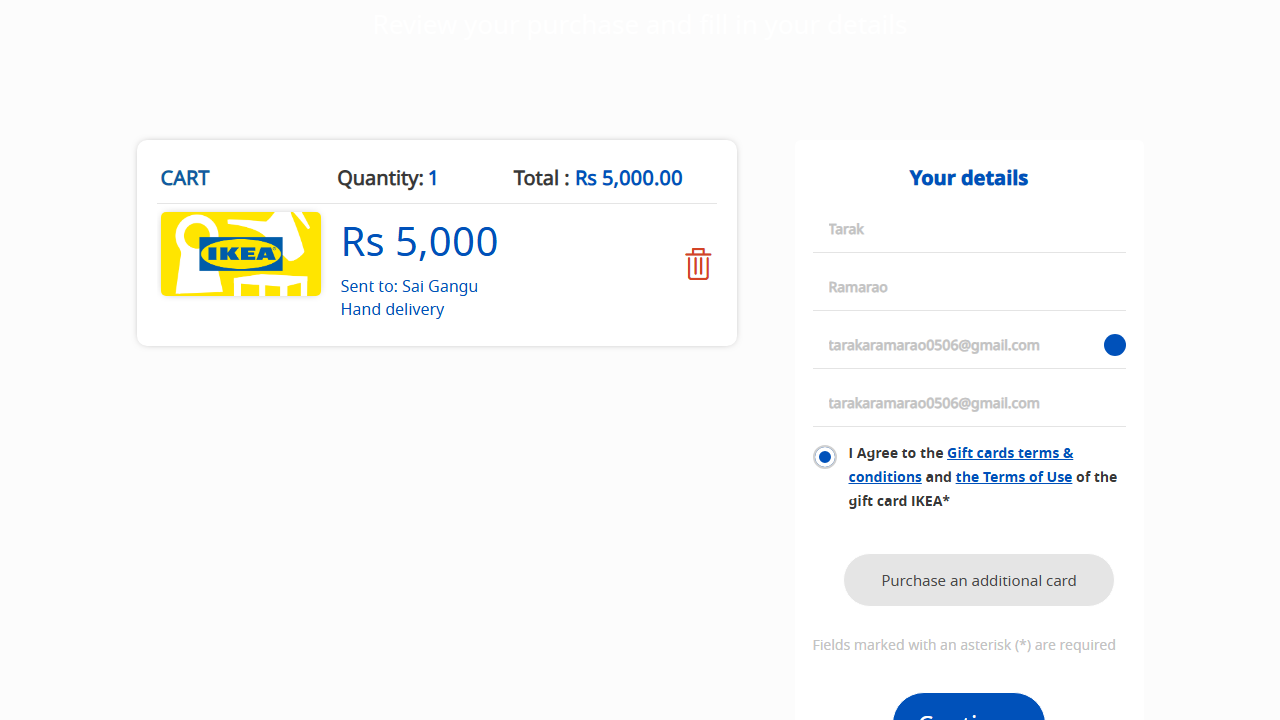 Review your purchase and fill in your details
CART Quantity: 1 Total : Rs 5,000.00
IKEA
Rs 5,000
Sent to: Sai Gangu
Hand delivery
Your details
Tarak
Ramarao
tarakaramarao0506@gmail.com
tarakaramarao0506@gmail.com
I Agree to the Gift cards terms &
conditions and the Terms of Use of the
gift card IKEA*
Purchase an additional card
Fields marked with an asterisk (*) are required